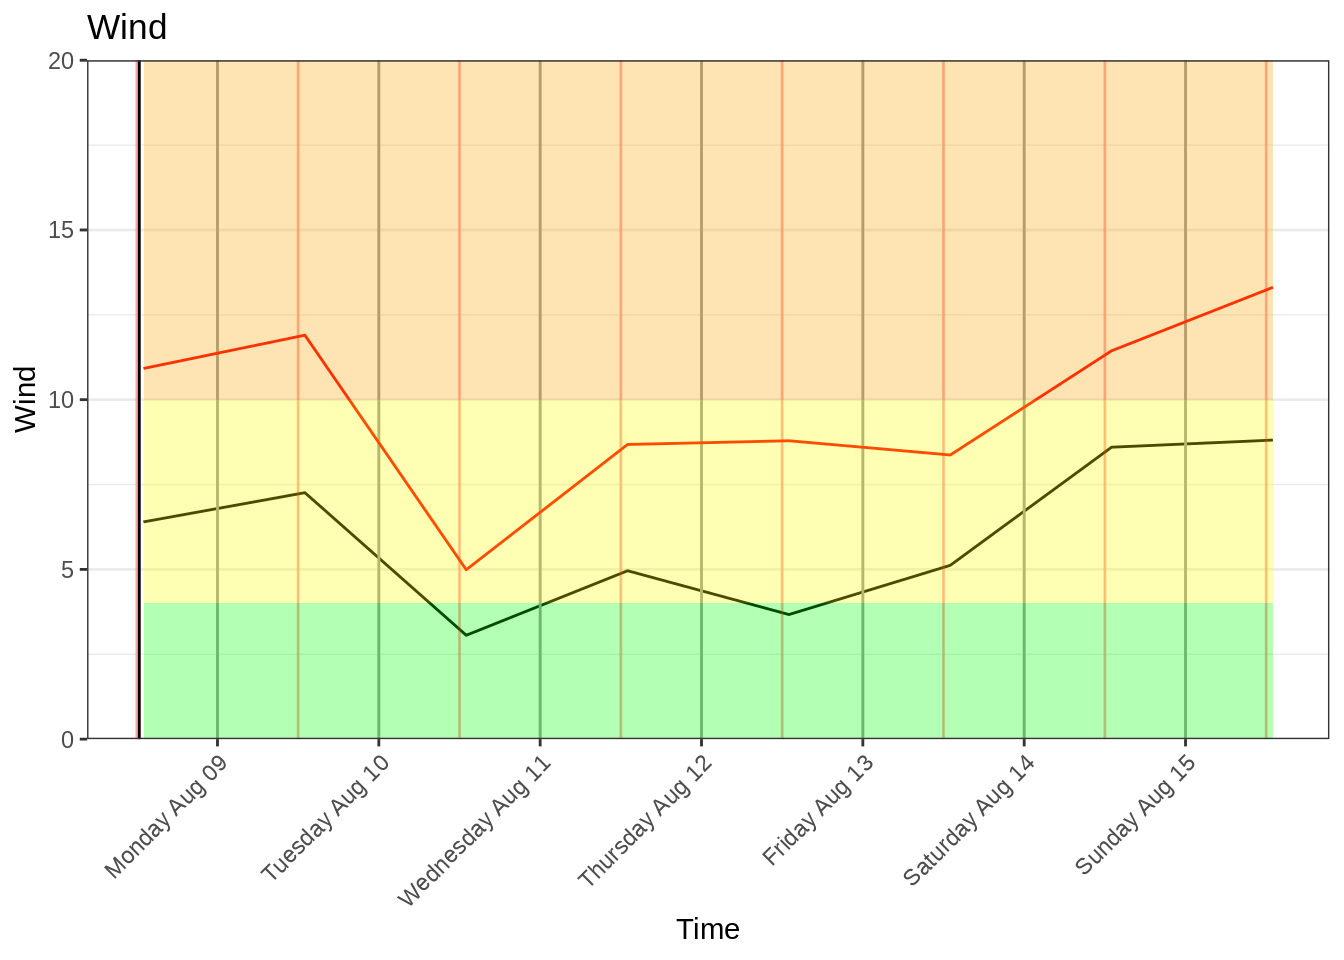 Wind
20
15
10
5
0
Wind
Monday Aug 09
Tuesday Aug 10
Wednesday Aug 11
Thursday Aug 12
Friday Aug 13
Saturday Aug 14
Sunday Aug 15
Time